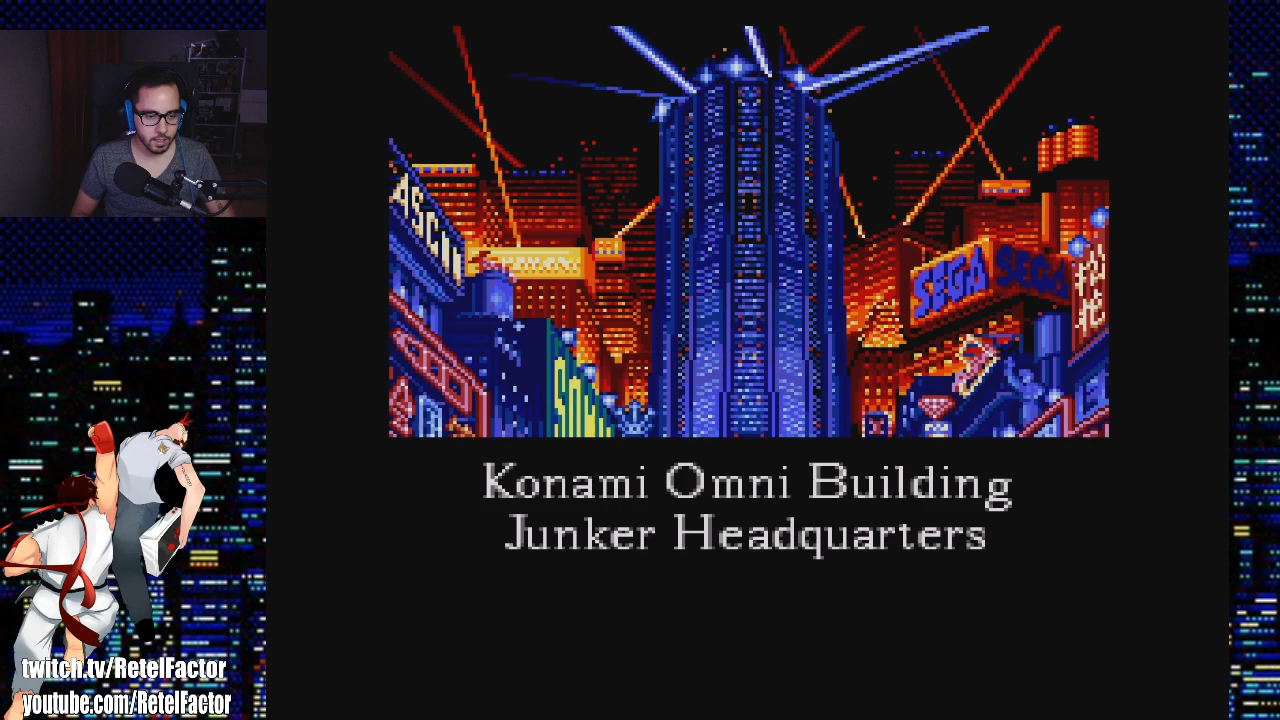 SEGA
SEGA
Konami Omni Building
Junker Headquarters
twitch.tv/RetelFactor
youtube.com/RetelFactor